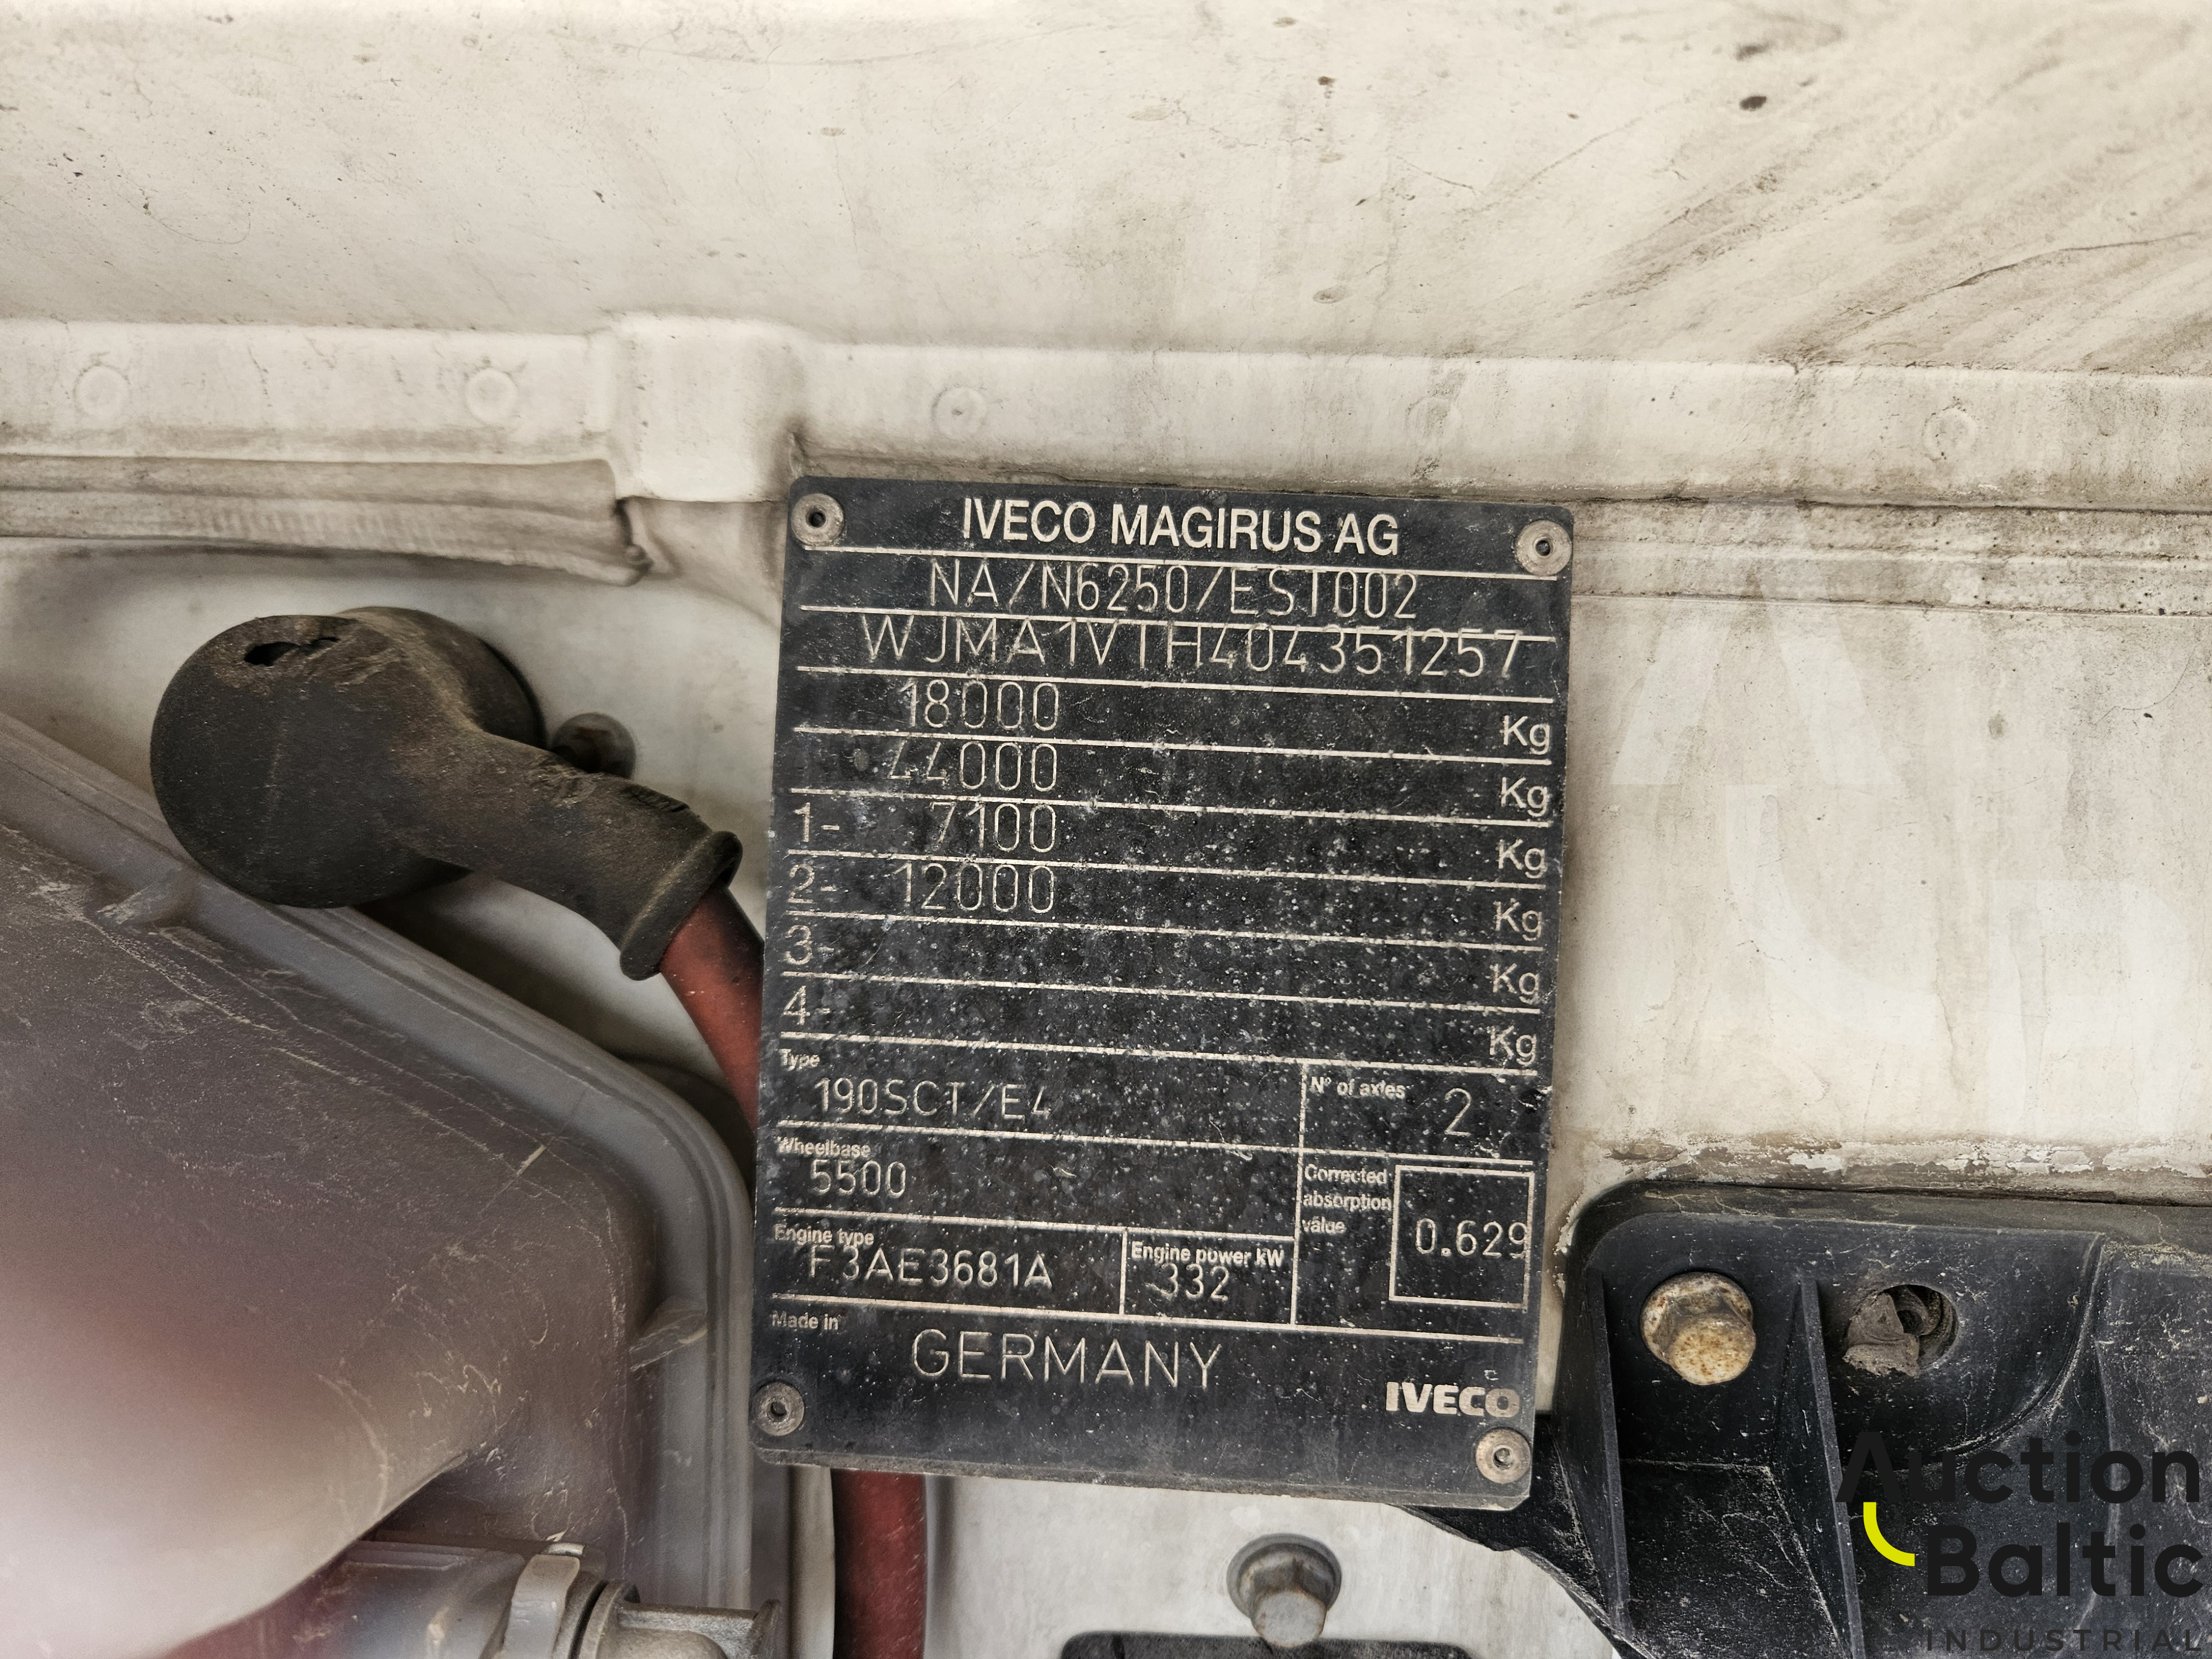 IVECO MAGIRUS AG
NA/N6250/EST002
WJMA1VTH404351257
18000 Kg
44000 Kg
1- 7100 Kg
2- 12000 Kg
3- Kg
4- Kg
Type
190SCT/E4
N° of axles 2
Wheelbase
5500
Corrected
absorption
value
0.629
Engine type
F3AE3681A
Engine power kW
332
Made in
GERMANY
IVECO
Auction
Baltic
INDUSTRIAL